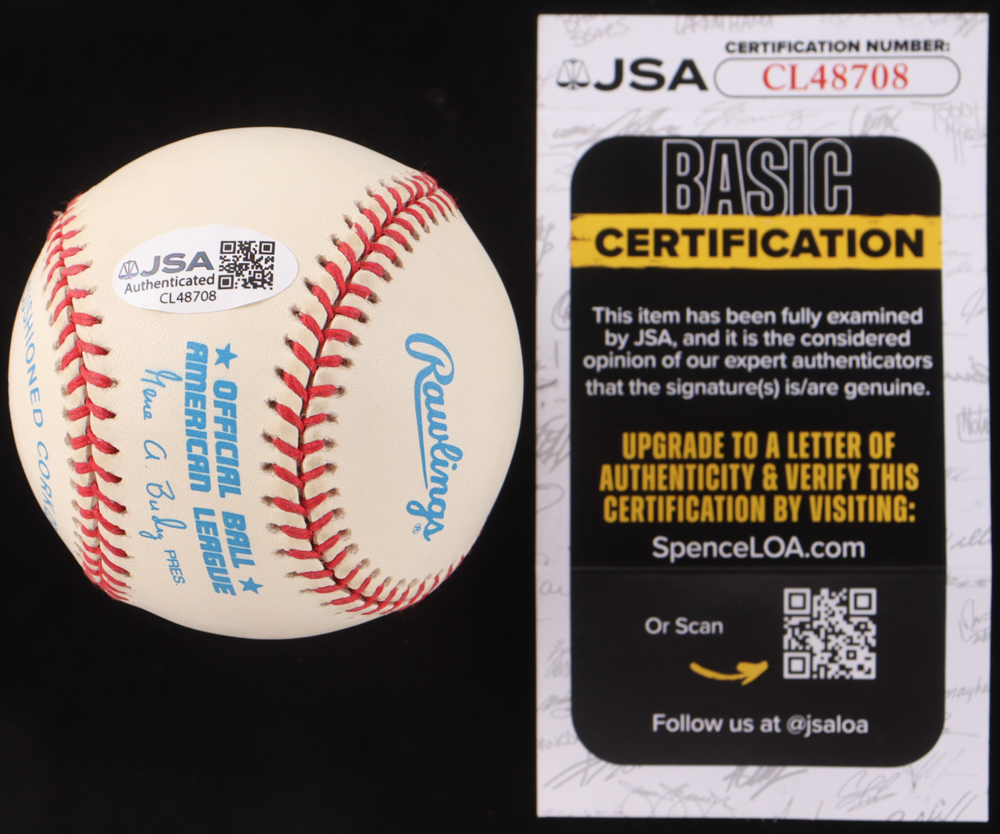 JSA
Authenticated
CL48708
★ OFFICIAL BALL ★
AMERICAN LEAGUE
Gene A. Budig PRES.
Rawlings®
SHIONED COR
JSA
CERTIFICATION NUMBER:
CL48708
BASIC
CERTIFICATION
This item has been fully examined
by JSA, and it is the considered
opinion of our expert authenticators
that the signature(s) is/are genuine.
UPGRADE TO A LETTER OF
AUTHENTICITY & VERIFY THIS
CERTIFICATION BY VISITING:
SpenceLOA.com
Or Scan
Follow us at @jsaloa